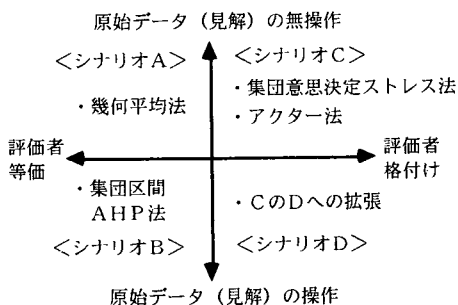 原始データ(見解)の無操作
<シナリオA>
・幾何平均法
<シナリオC>
・集団意思決定ストレス法
・アクター法
評価者
等価
評価者
格付け
・集団区間
AHP法
<シナリオB>
・CのDへの拡張
<シナリオD>
原始データ(見解)の操作